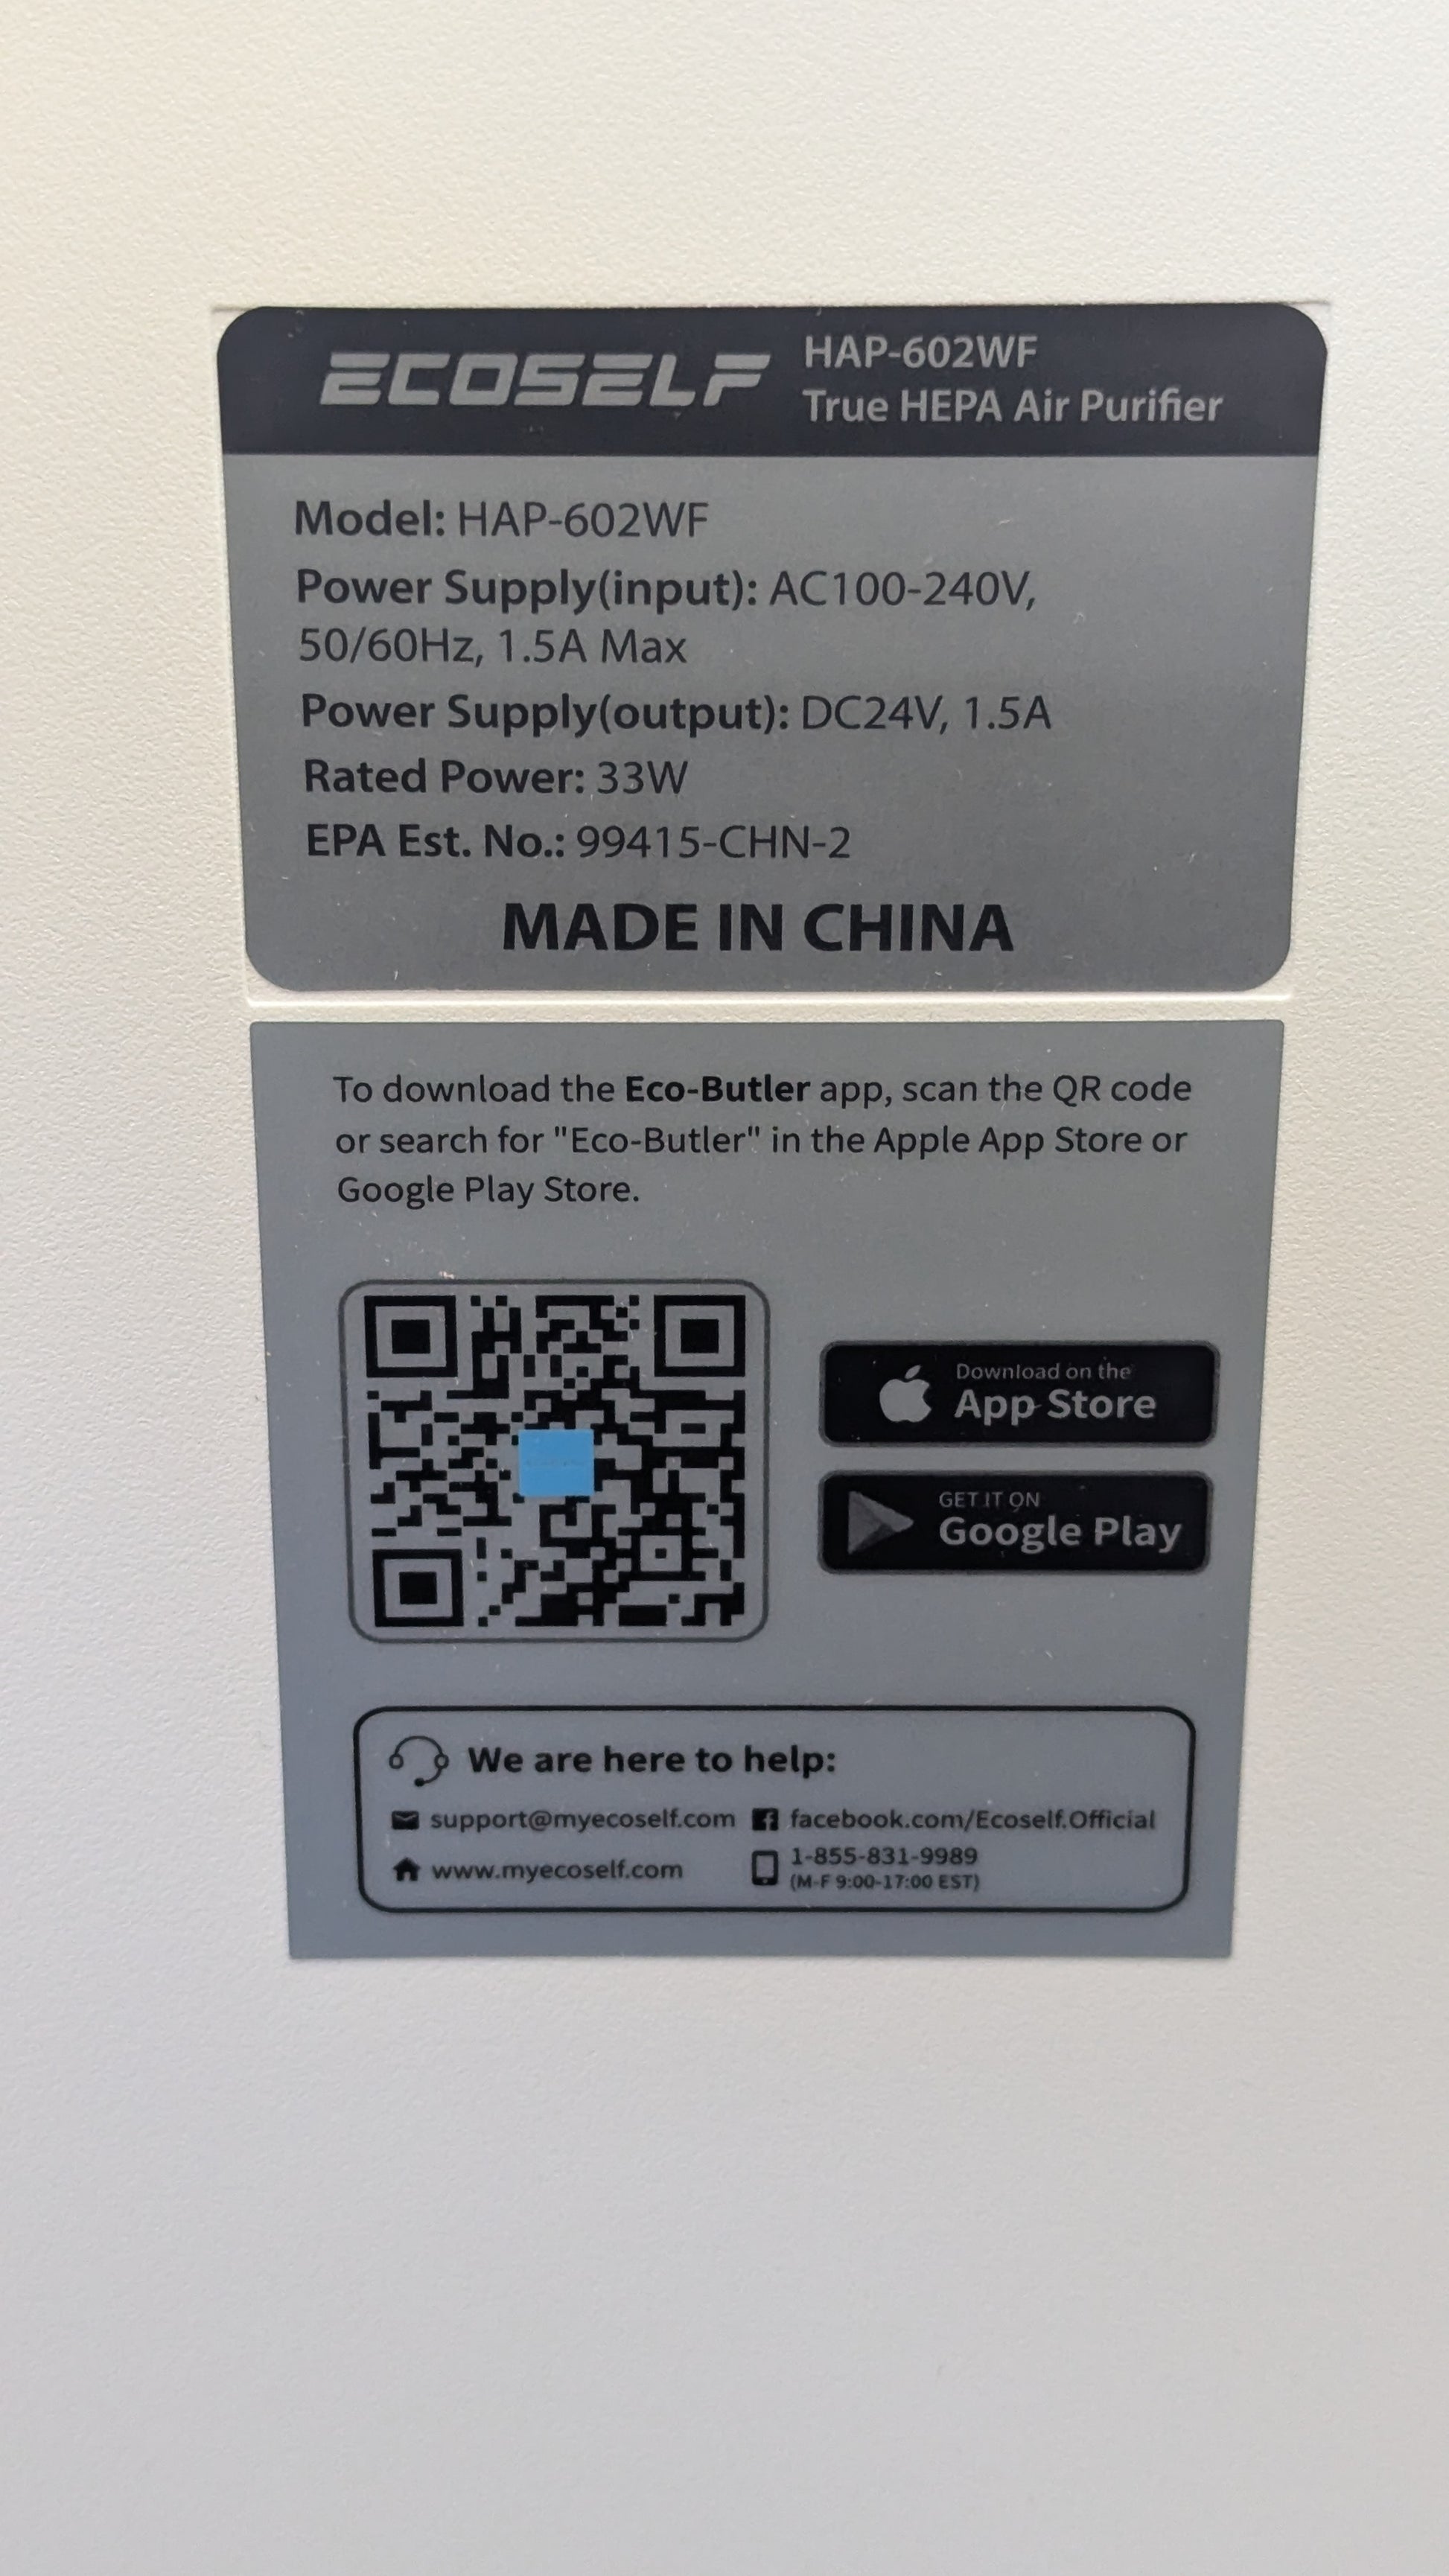 ECOSELF
HAP-602WF
True HEPA Air Purifier
Model: HAP-602WF
Power Supply(input): AC100-240V,
50/60Hz, 1.5A Max
Power Supply(output): DC24V, 1.5A
Rated Power: 33W
EPA Est. No.: 99415-CHN-2
MADE IN CHINA
To download the Eco-Butler app, scan the QR code
or search for "Eco-Butler" in the Apple App Store or
Google Play Store.
Download on the
App Store
GET IT ON
Google Play
We are here to help:
support@myecoself.com
facebook.com/Ecoself.Official
www.myecoself.com
1-855-831-9989
(M-F 9:00-17:00 EST)